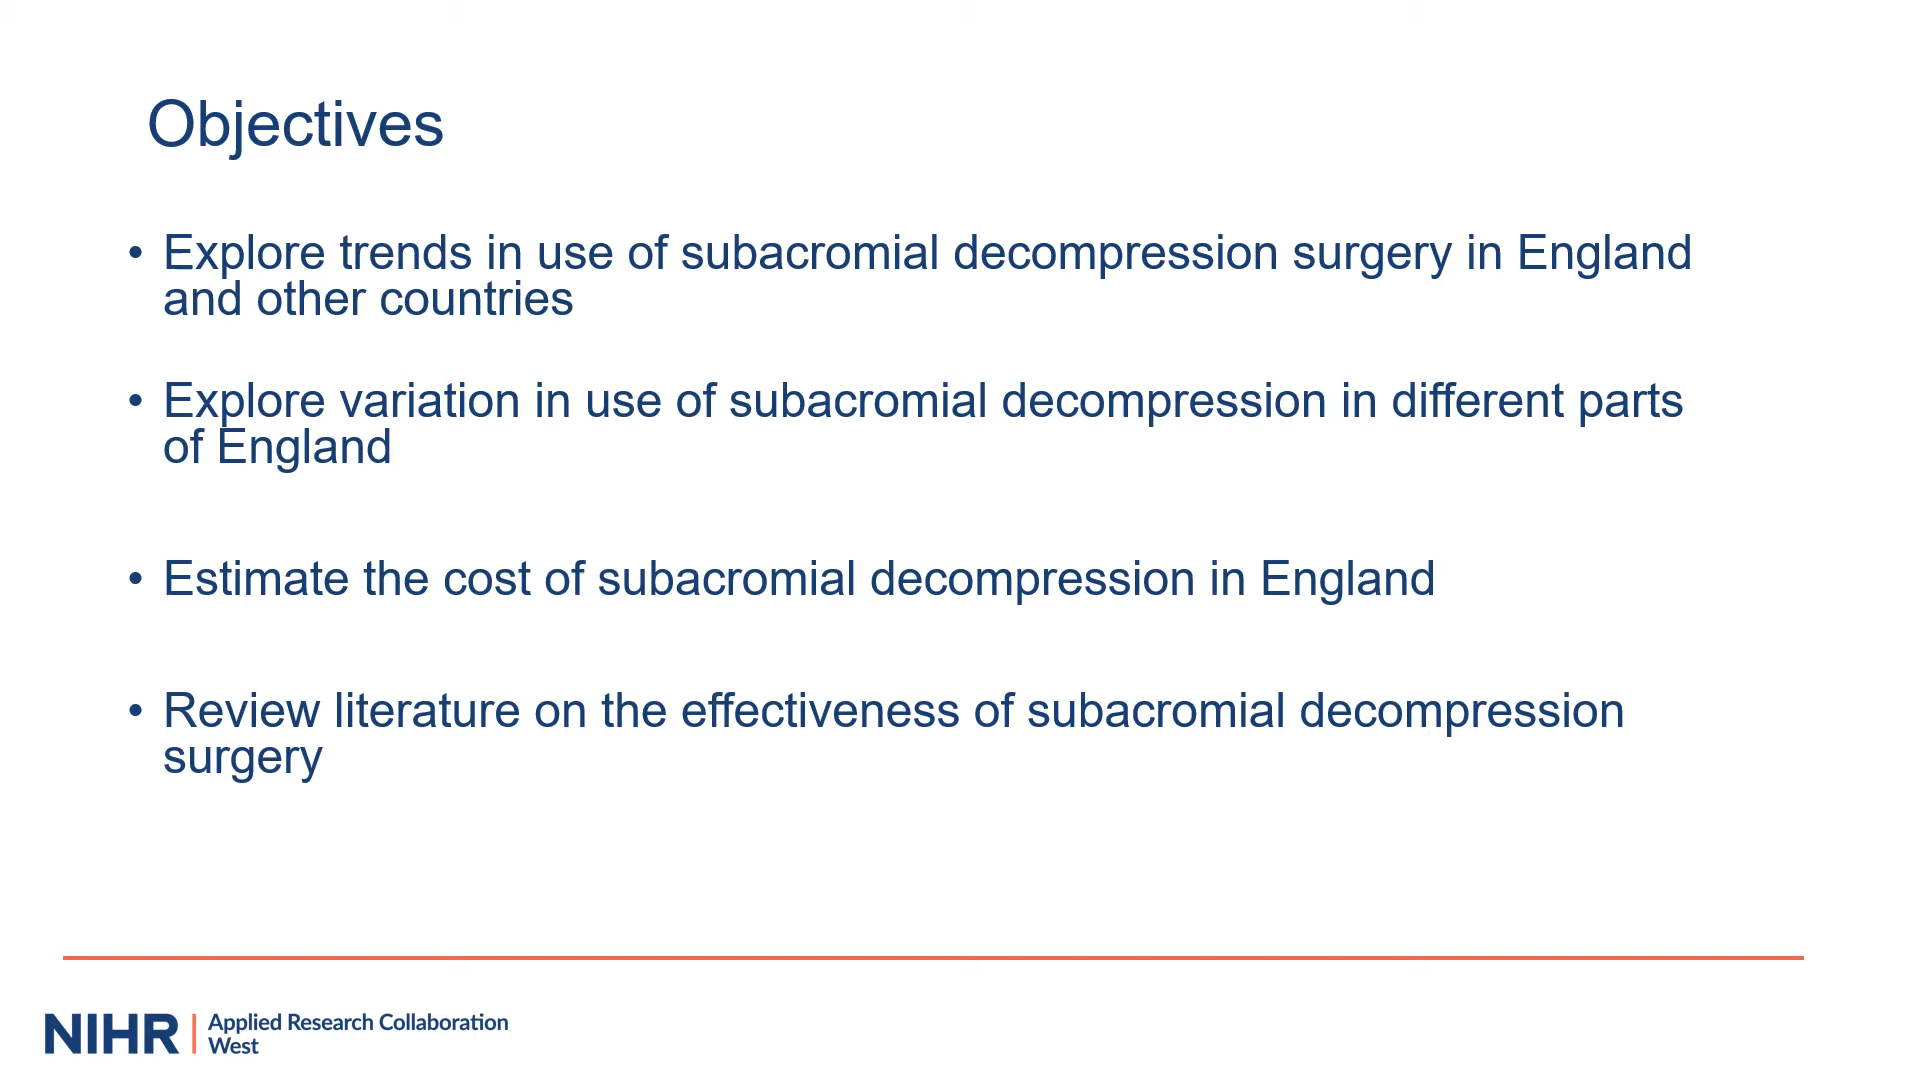 Objectives
• Explore trends in use of subacromial decompression surgery in England
and other countries
• Explore variation in use of subacromial decompression in different parts
of England
• Estimate the cost of subacromial decompression in England
• Review literature on the effectiveness of subacromial decompression
surgery
NIHR | Applied Research Collaboration
West